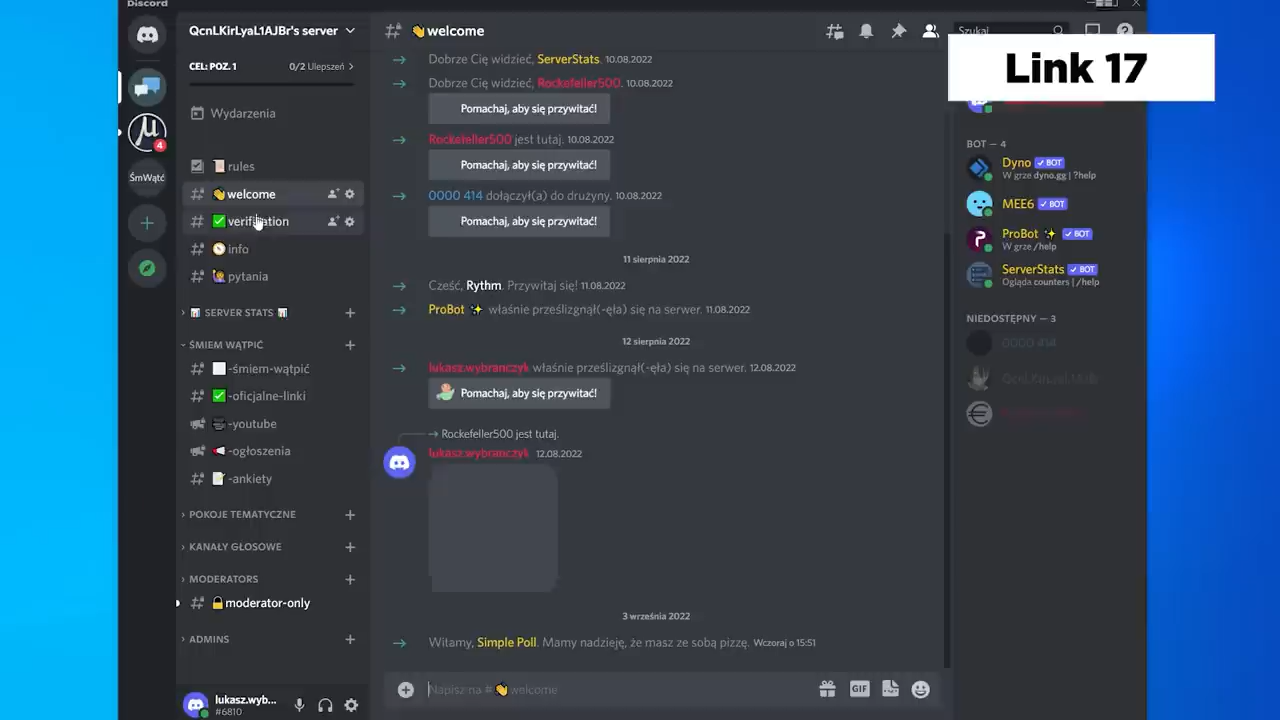 Discord
QcnLKirLyaL1AJBr's server
CEL: POZ. 1
0/2 Ulepszeń
Wydarzenia
rules
welcome
verification
info
pytania
SERVER STATS
ŚMIEM WĄTPIĆ
-śmiem-wątpić
-oficjalne-linki
-youtube
-ogłoszenia
-ankiety
POKOJE TEMATYCZNE
KANAŁY GŁOSOWE
MODERATORS
moderator-only
ADMINS
lukasz.wyb...
#6810
4
ŚmWątć
welcome
Szukaj
Link 17
Dobrze Cię widzieć, ServerStats. 10.08.2022
Dobrze Cię widzieć, Rockefeller500. 10.08.2022
Pomachaj, aby się przywitać!
Rockefeller500 jest tutaj. 10.08.2022
Pomachaj, aby się przywitać!
0000 414 dołączył(a) do drużyny. 10.08.2022
Pomachaj, aby się przywitać!
11 sierpnia 2022
Cześć, Rythm. Przywitaj się! 11.08.2022
ProBot ✨ właśnie prześlizgnął(-ęła) się na serwer. 11.08.2022
12 sierpnia 2022
lukasz.wybranczyk właśnie prześlizgnął(-ęła) się na serwer. 12.08.2022
Pomachaj, aby się przywitać!
Rockefeller500 jest tutaj.
lukasz.wybranczyk 12.08.2022
3 września 2022
Witamy, Simple Poll. Mamy nadzieję, że masz ze sobą pizzę. Wczoraj o 15:51
Napisz na # 👋welcome
GIF
BOT — 4
Dyno ✓ BOT
W grze dyno.gg | ?help
MEE6 ✓ BOT
ProBot ✨ ✓ BOT
W grze /help
ServerStats ✓ BOT
Ogląda counters | /help
NIEDOSTĘPNY — 3
0000 414